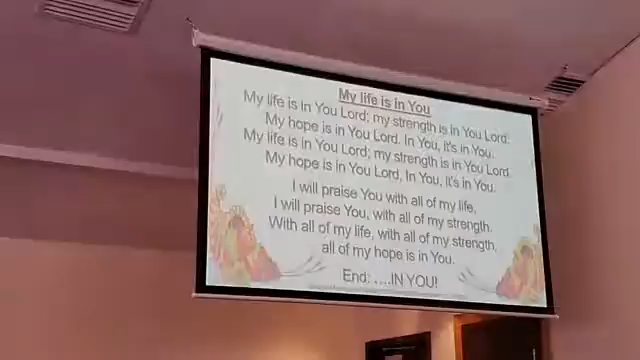 My life is in You
My life is in You Lord; my strength is in You Lord.
My hope is in You Lord. In You, it's in You.
My life is in You Lord; my strength is in You Lord.
My hope is in You Lord, In You, it's in You.
I will praise You with all of my life,
I will praise You, with all of my strength.
With all of my life, with all of my strength,
all of my hope is in You.
End: ....IN YOU!